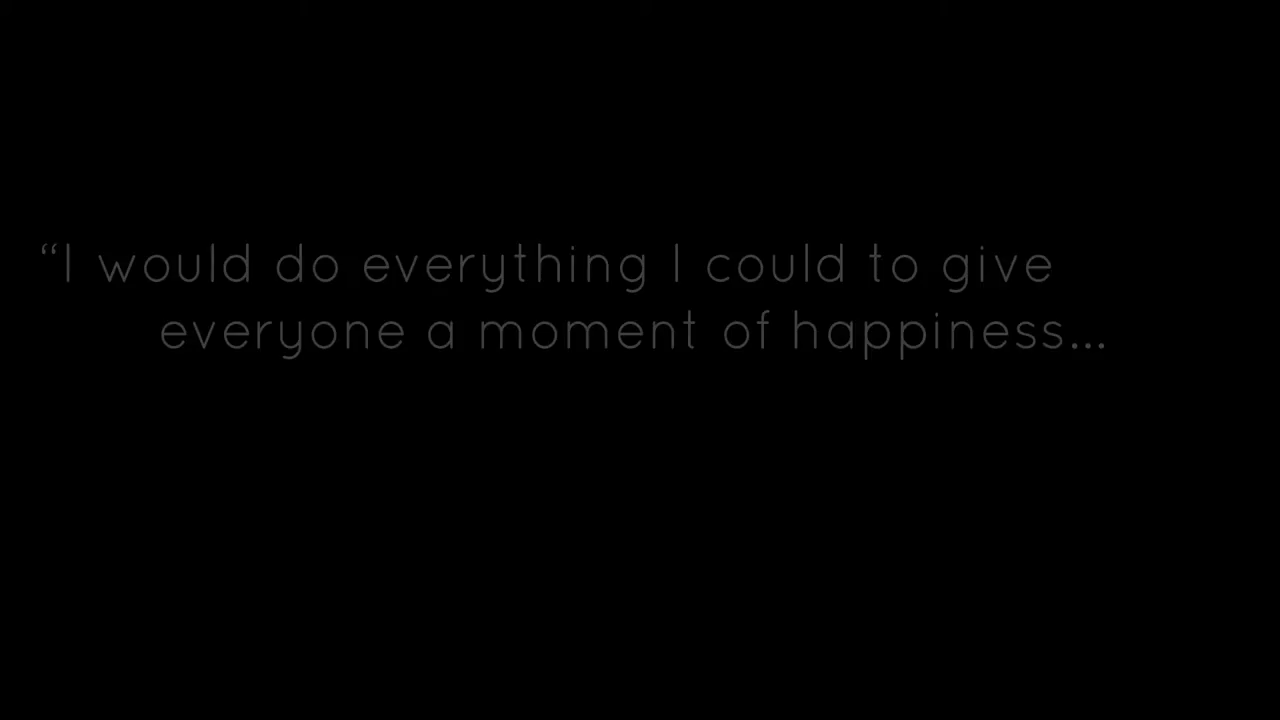 “I would do everything I could to give
everyone a moment of happiness...